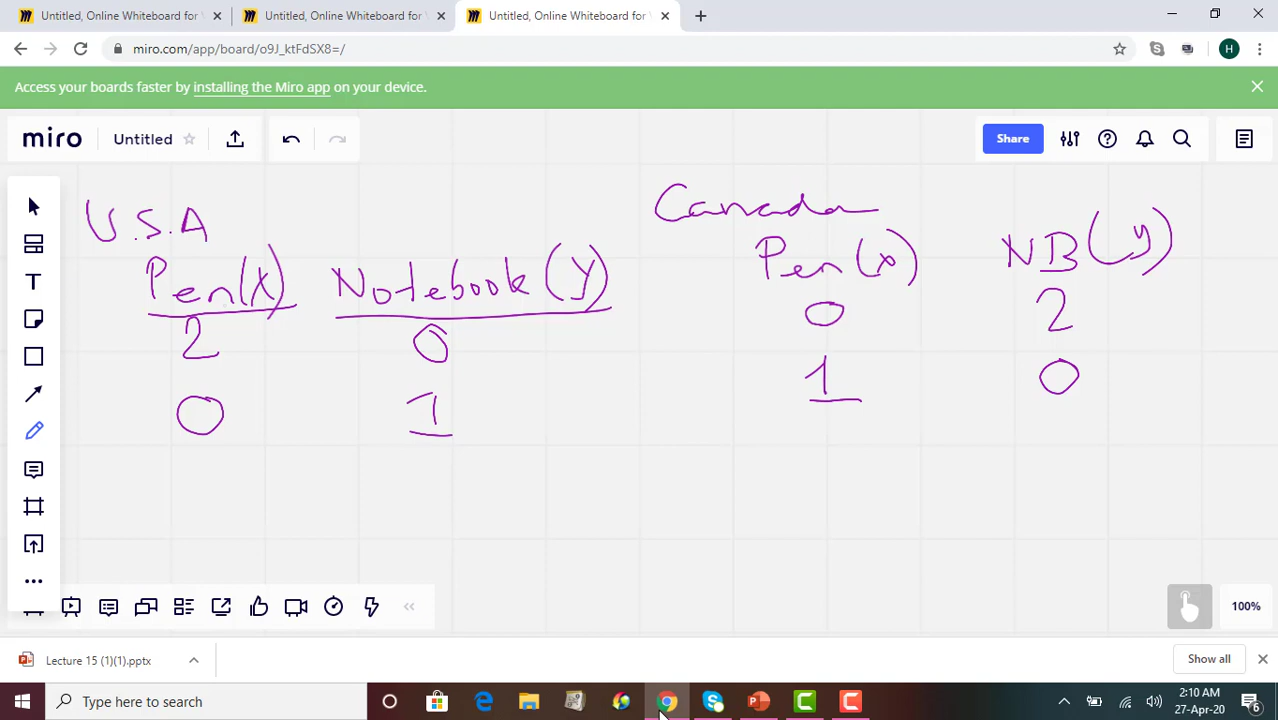 Untitled, Online Whiteboard for
Untitled, Online Whiteboard for
Untitled, Online Whiteboard for
miro.com/app/board/o9J_ktFdSX8=/
H
Access your boards faster by installing the Miro app on your device.
miro
Untitled
Share
U.S.A
Pen(x) Notebook(y)
2 0
0 1
Canada
Pen(x) NB(y)
0 2
1 0
T
100%
Lecture 15 (1)(1).pptx
Show all
Type here to search
2:10 AM
27-Apr-20
6